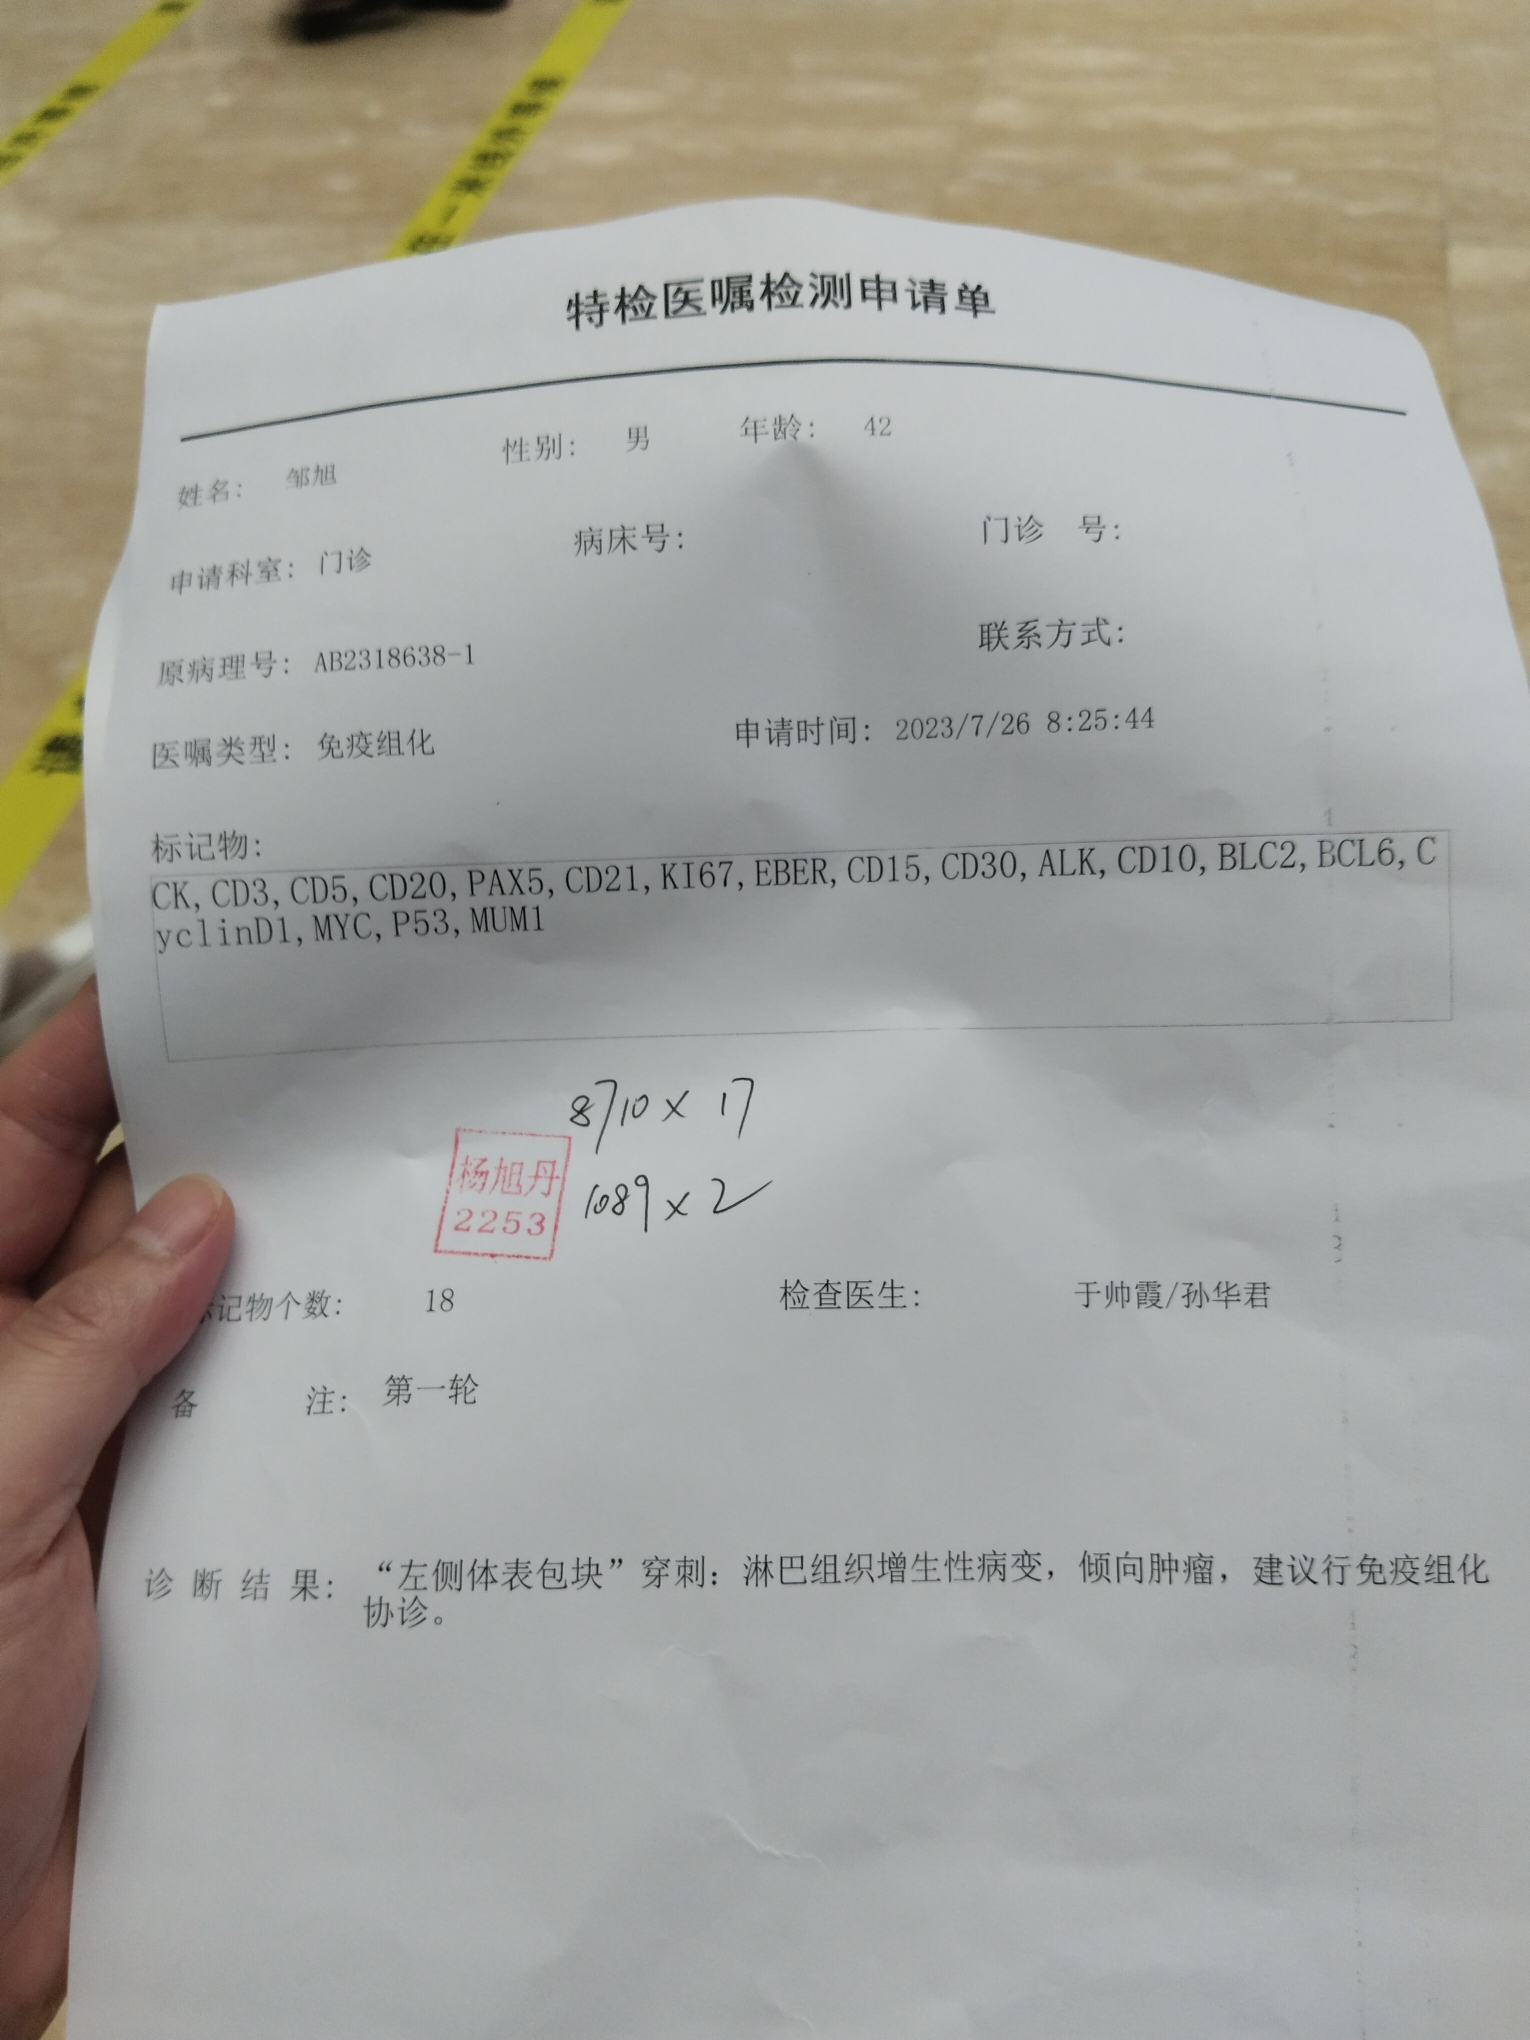 特检医嘱检测申请单
姓名： 邹旭 性别： 男 年龄： 42
申请科室：门诊 病床号： 门诊 号：
原病理号：AB2318638-1 联系方式：
医嘱类型：免疫组化 申请时间：2023/7/26 8:25:44
标记物：
CK,CD3,CD5,CD20,PAX5,CD21,KI67,EBER,CD15,CD30,ALK,CD10,BLC2,BCL6,C
yclinD1,MYC,P53,MUM1
8710 x 17
杨旭丹
2253
1089 x 2
记物个数： 18 检查医生： 于帅霞/孙华君
备 注：第一轮
诊断结果：“左侧体表包块”穿刺：淋巴组织增生性病变，倾向肿瘤，建议行免疫组化
协诊。